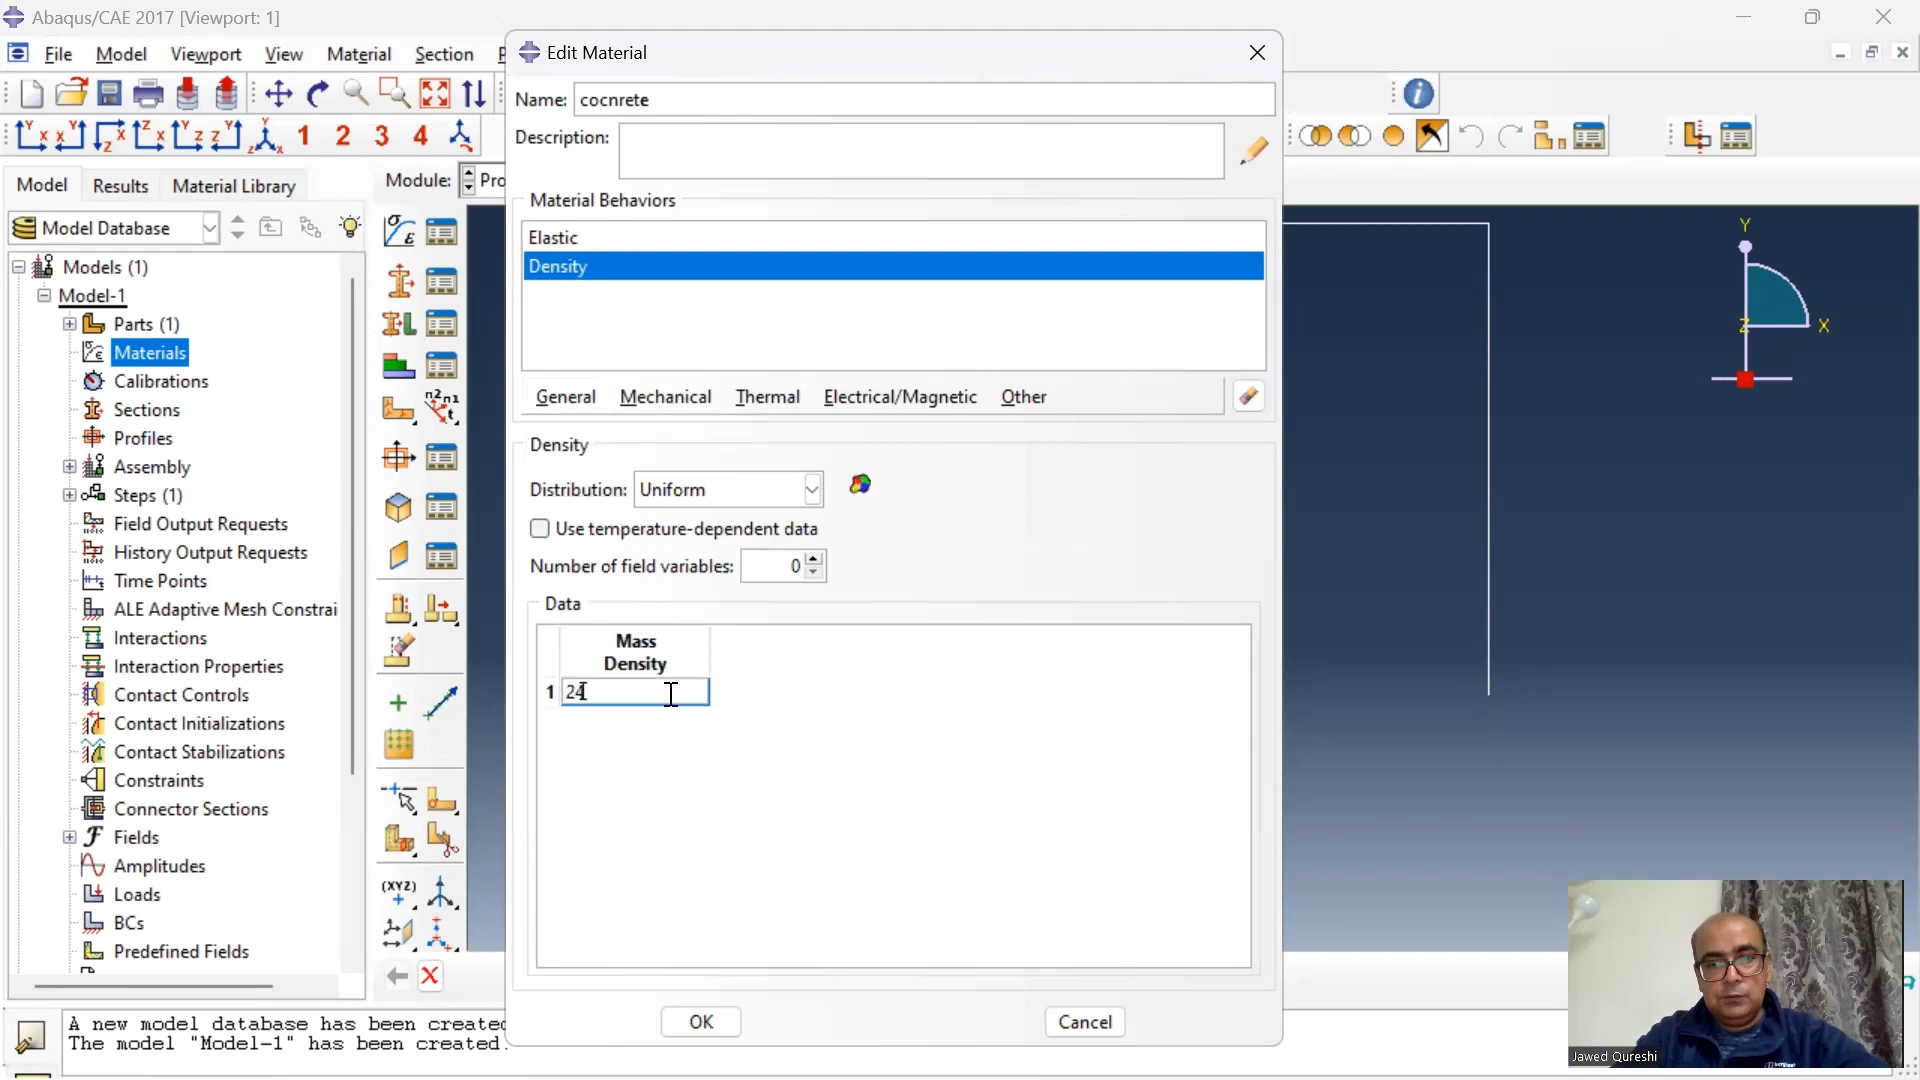 Abaqus/CAE 2017 [Viewport: 1]
File Model Viewport View Material Section
1 2 3 4
Model Results Material Library
Module: Pro
Model Database
Models (1)
Model-1
Parts (1)
Materials
Calibrations
Sections
Profiles
Assembly
Steps (1)
Field Output Requests
History Output Requests
Time Points
ALE Adaptive Mesh Constrai
Interactions
Interaction Properties
Contact Controls
Contact Initializations
Contact Stabilizations
Constraints
Connector Sections
Fields
Amplitudes
Loads
BCs
Predefined Fields
(XYZ)
A new model database has been created
The model "Model-1" has been created.
Edit Material
Name: cocnrete
Description:
Material Behaviors
Elastic
Density
General Mechanical Thermal Electrical/Magnetic Other
Density
Distribution: Uniform
Use temperature-dependent data
Number of field variables: 0
Data
Mass
Density
1 24
OK Cancel
Y
Z X
Jawed Qureshi